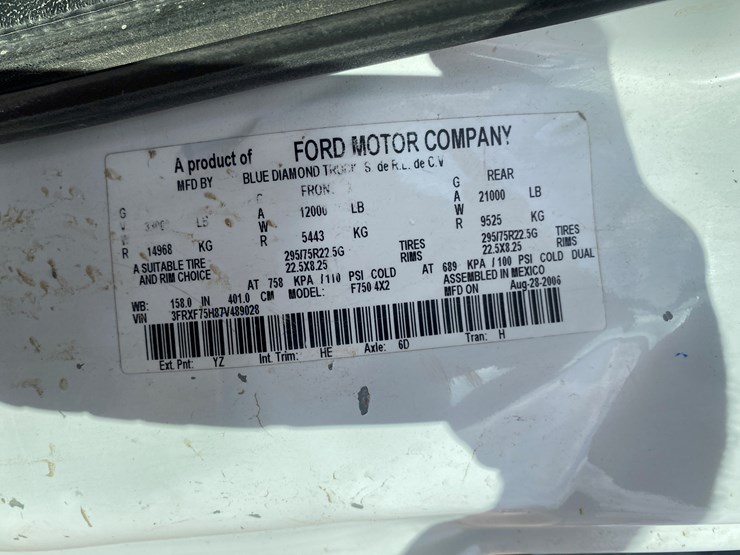 A product of FORD MOTOR COMPANY
MFD BY BLUE DIAMOND S. de R.L. de C.V
G V W R LB 14968 KG
FRON G A W R 12000 LB 5443 KG
REAR G A W R 21000 LB 9525 KG
A SUITABLE TIRE AND RIM CHOICE
295/75R22.5G TIRES
22.5X8.25 RIMS
295/75R22.5G TIRES
22.5X8.25 RIMS
AT 758 KPA / 110 PSI COLD
AT 689 KPA / 100 PSI COLD DUAL
WB: 158.0 IN 401.0 CM MODEL: F750 4X2
ASSEMBLED IN MEXICO
VIN 3FRXF75H87V489028
MFD ON Aug-28-2006
Ext. Pnt: YZ Int. Trim: HE Axle: 6D Tran: H